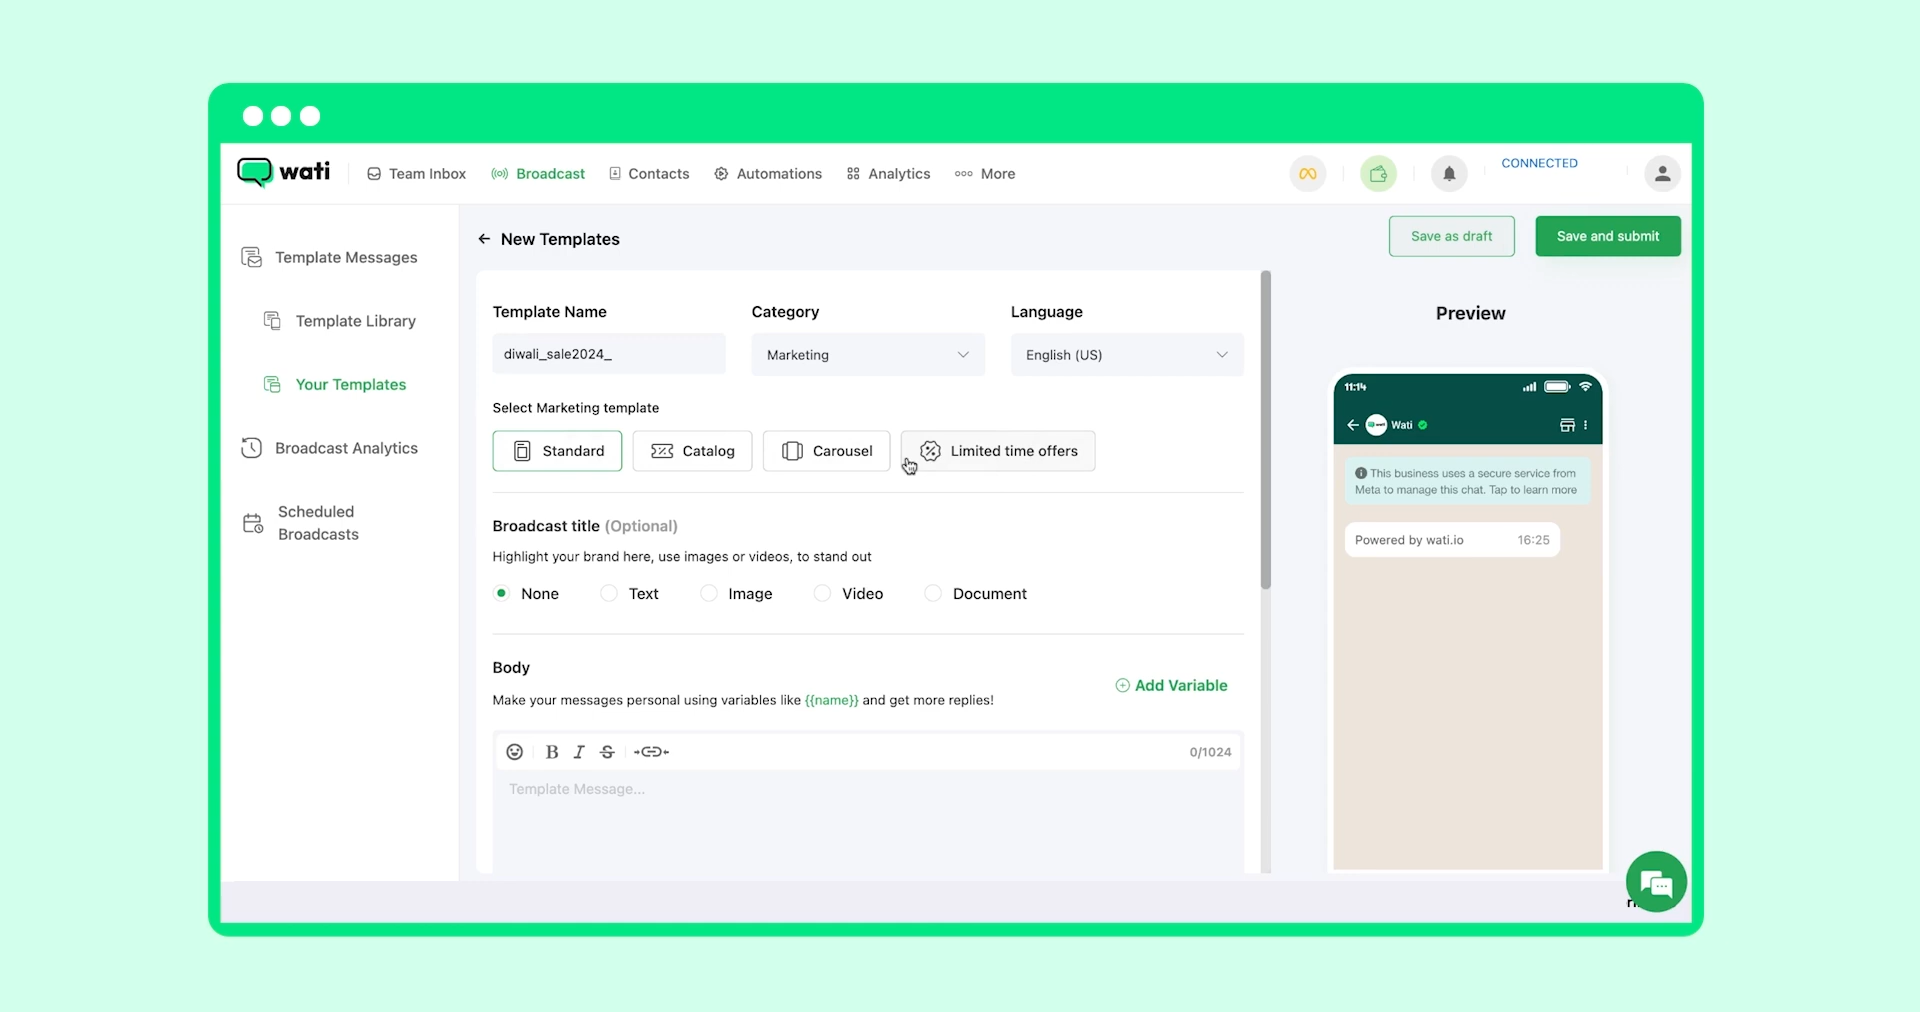 wati
Team Inbox
Broadcast
Contacts
Automations
Analytics
More
CONNECTED
Template Messages
Template Library
Your Templates
Broadcast Analytics
Scheduled
Broadcasts
New Templates
Save as draft
Save and submit
Template Name
Category
Language
diwali_sale2024_
Marketing
English (US)
Select Marketing template
Standard
Catalog
Carousel
Limited time offers
Broadcast title (Optional)
Highlight your brand here, use images or videos, to stand out
None
Text
Image
Video
Document
Body
Make your messages personal using variables like {{name}} and get more replies!
Add Variable
B I S
0/1024
Template Message...
Preview
11:14
Wati
This business uses a secure service from
Meta to manage this chat. Tap to learn more
Powered by wati.io 16:25